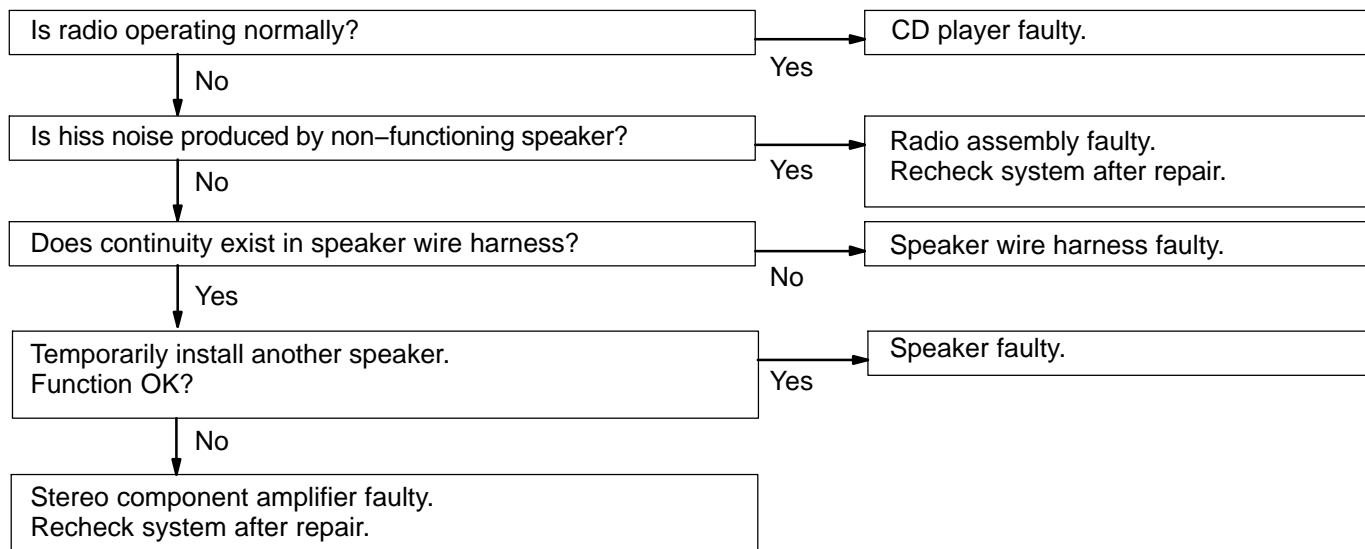 Is radio operating normally?
CD player faulty.
Yes
No
Is hiss noise produced by non−functioning speaker?
Radio assembly faulty.
Recheck system after repair.
Yes
No
Does continuity exist in speaker wire harness?
Speaker wire harness faulty.
No
Yes
Temporarily install another speaker.
Function OK?
Speaker faulty.
Yes
No
Stereo component amplifier faulty.
Recheck system after repair.